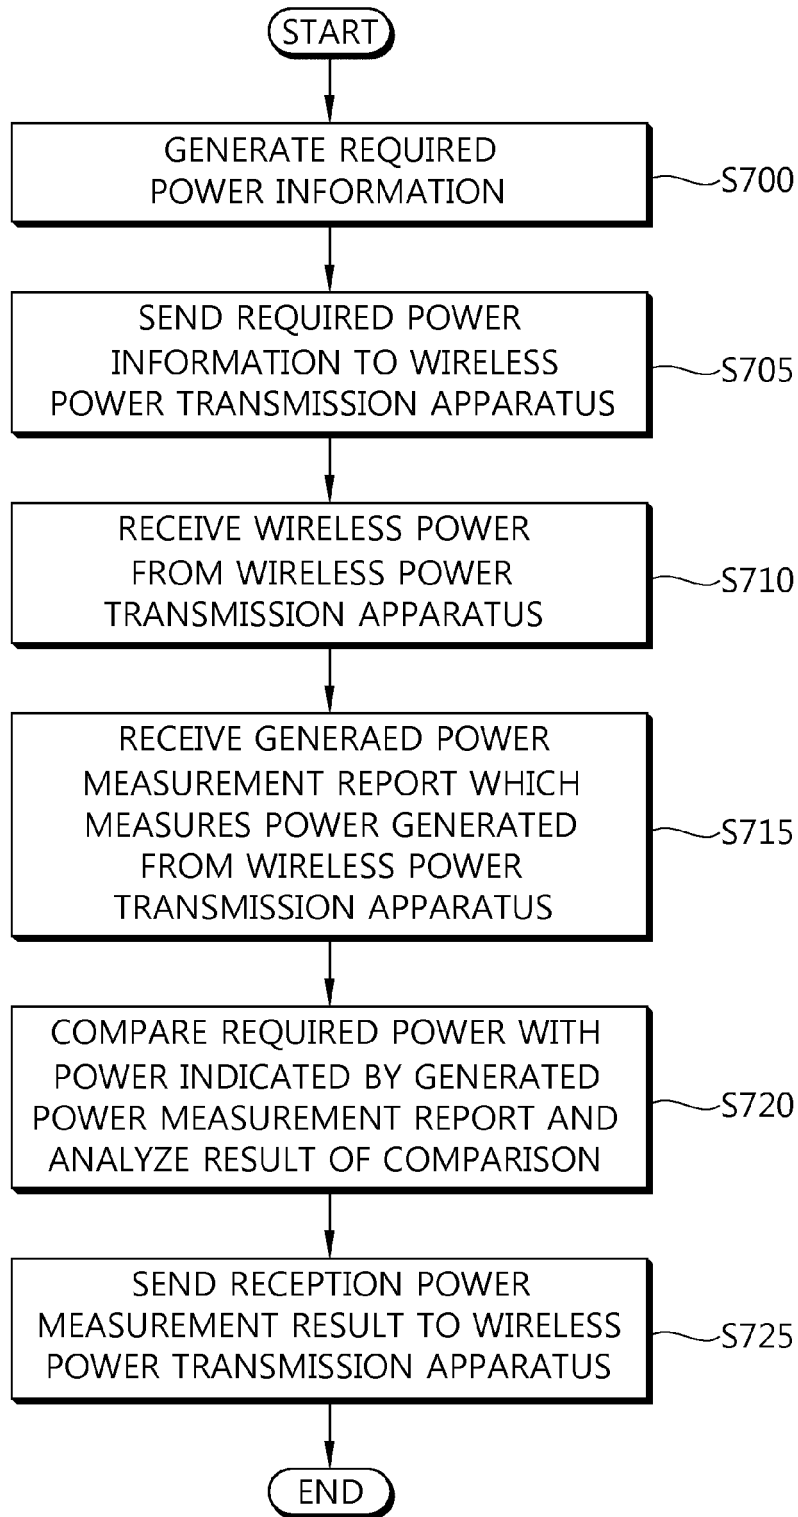 START
GENERATE REQUIRED
POWER INFORMATION
S700
SEND REQUIRED POWER
INFORMATION TO WIRELESS
POWER TRANSMISSION APPARATUS
S705
RECEIVE WIRELESS POWER
FROM WIRELESS POWER
TRANSMISSION APPARATUS
S710
RECEIVE GENERAED POWER
MEASUREMENT REPORT WHICH
MEASURES POWER GENERATED
FROM WIRELESS POWER
TRANSMISSION APPARATUS
S715
COMPARE REQUIRED POWER WITH
POWER INDICATED BY GENERATED
POWER MEASUREMENT REPORT AND
ANALYZE RESULT OF COMPARISON
S720
SEND RECEPTION POWER
MEASUREMENT RESULT TO WIRELESS
POWER TRANSMISSION APPARATUS
S725
END